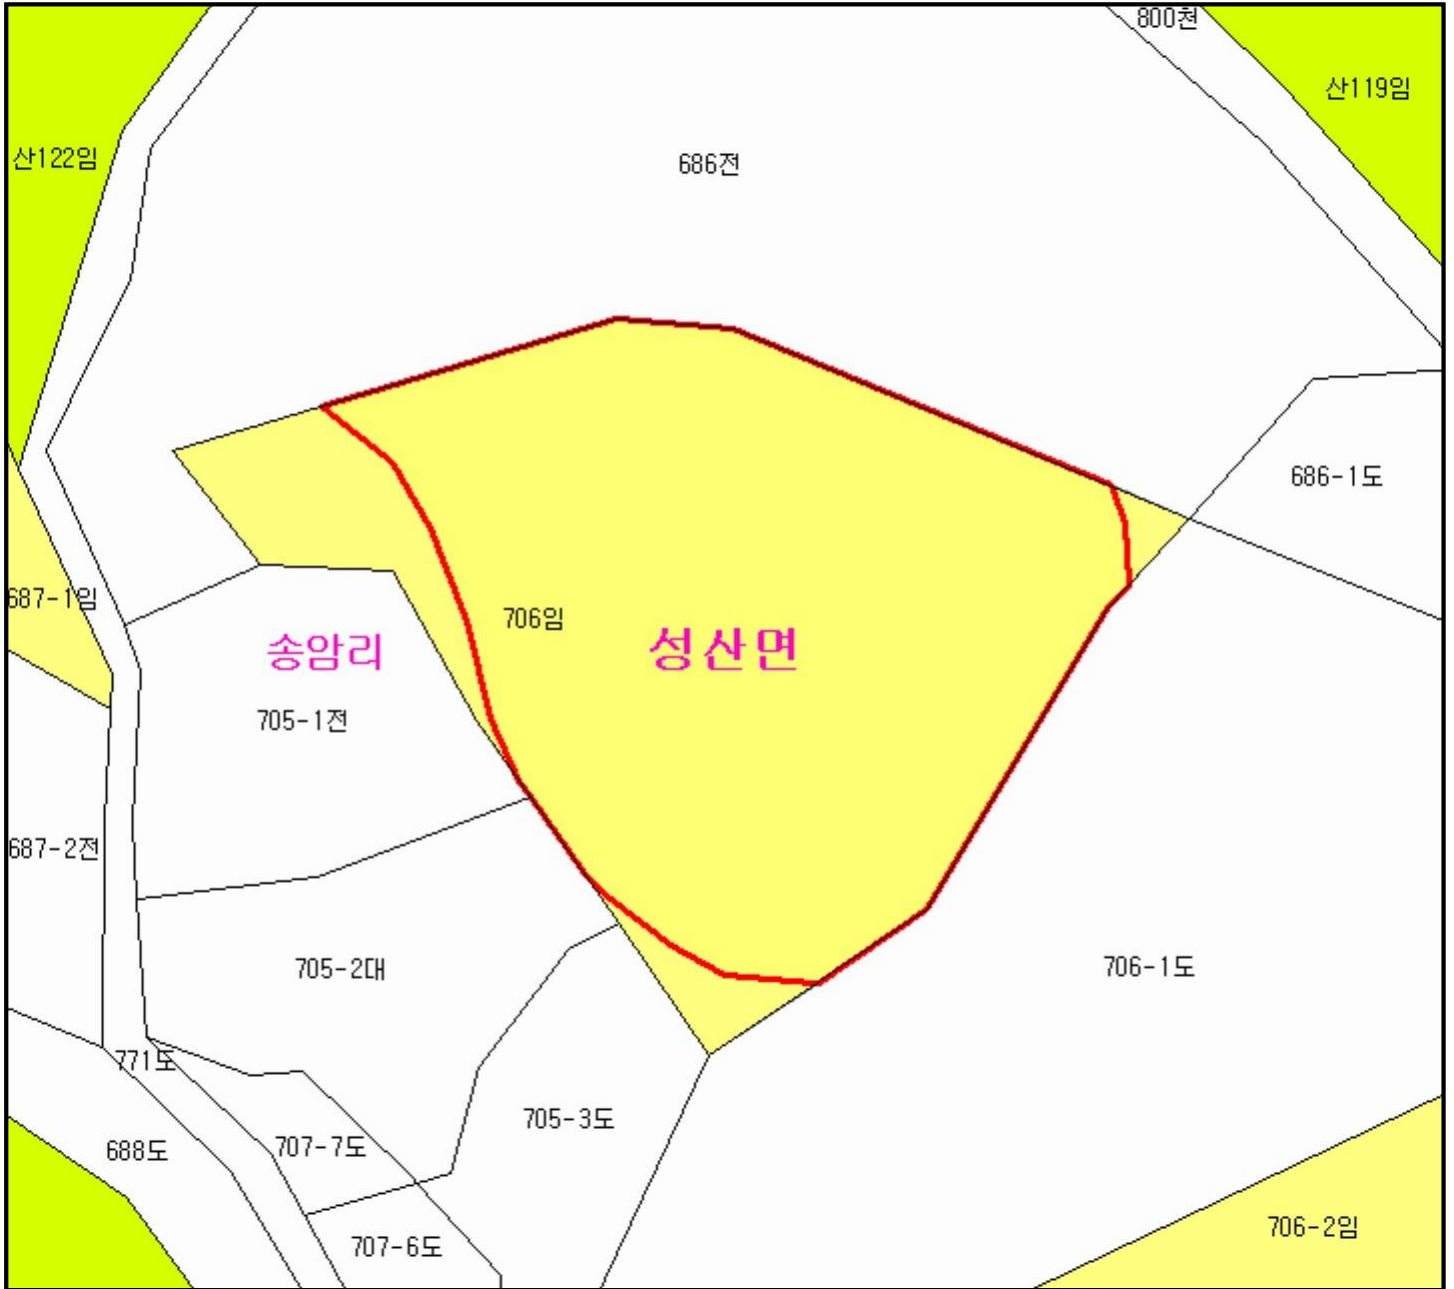 800천
산119임
산122임
686전
686-1도
687-1임
706임
송암리
성산면
705-1전
687-2전
705-2대
706-1도
771도
705-3도
688도
707-7도
706-2임
707-6도